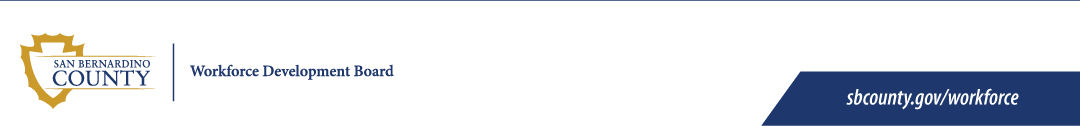 SAN BERNARDINO
COUNTY
Workforce Development Board
sbcounty.gov/workforce